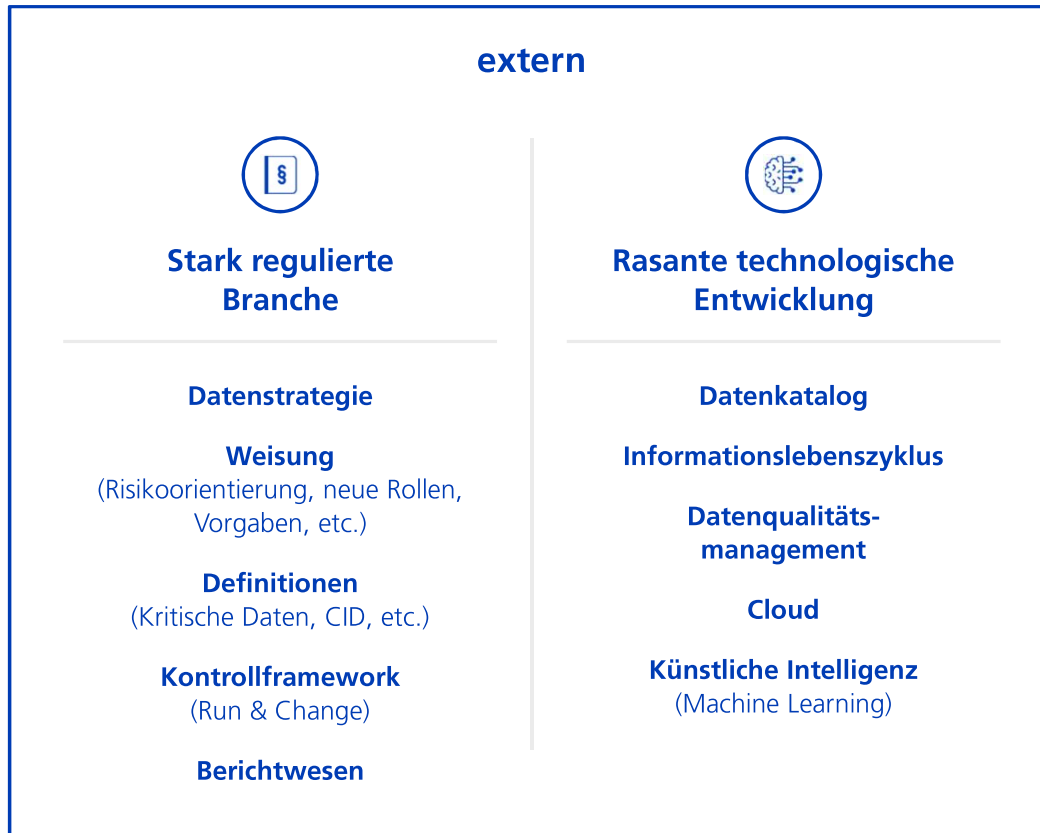 extern
§
Stark regulierte
Branche
Datenstrategie
Weisung
(Risikoorientierung, neue Rollen,
Vorgaben, etc.)
Definitionen
(Kritische Daten, CID, etc.)
Kontrollframework
(Run & Change)
Berichtwesen
Rasante technologische
Entwicklung
Datenkatalog
Informationslebenszyklus
Datenqualitäts-
management
Cloud
Künstliche Intelligenz
(Machine Learning)